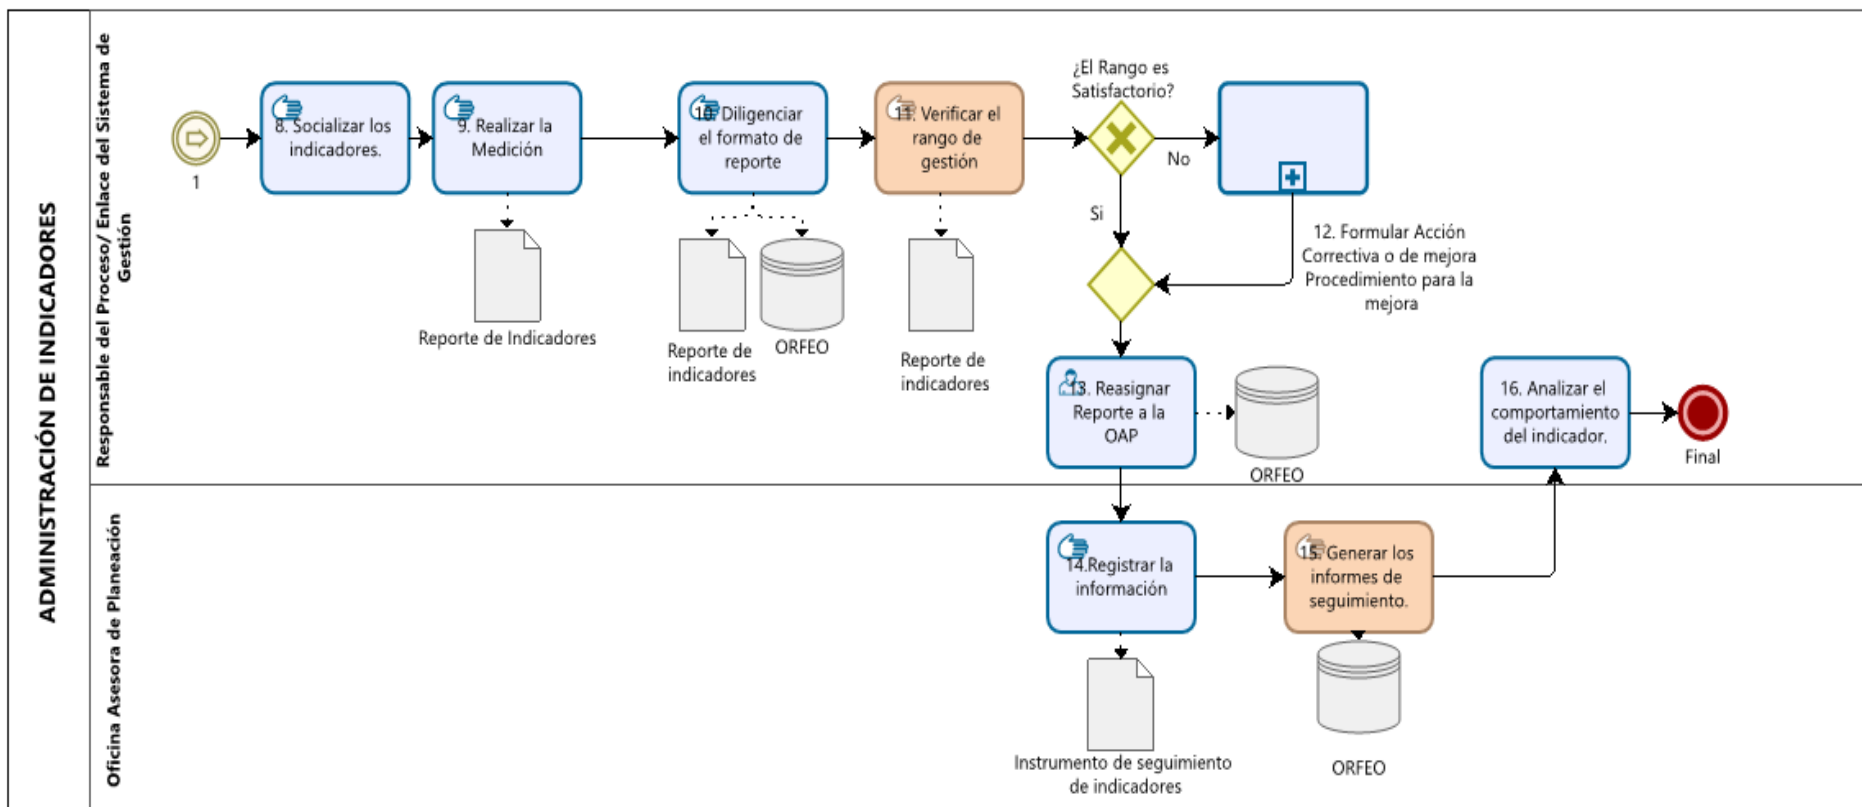 ADMINISTRACIÓN DE INDICADORES
Responsable del Proceso/ Enlace del Sistema de
Gestión
1
8. Socializar los
indicadores.
9. Realizar la
Medición
Reporte de Indicadores
10. Diligenciar
el formato de
reporte
Reporte de
indicadores
ORFEO
11. Verificar el
rango de
gestión
Reporte de
indicadores
¿El Rango es
Satisfactorio?
No
Si
12. Formular Acción
Correctiva o de mejora
Procedimiento para la
mejora
13. Reasignar
Reporte a la
OAP
ORFEO
16. Analizar el
comportamiento
del indicador.
Final
Oficina Asesora de Planeación
14.Registrar la
información
Instrumento de seguimiento
de indicadores
15. Generar los
informes de
seguimiento.
ORFEO